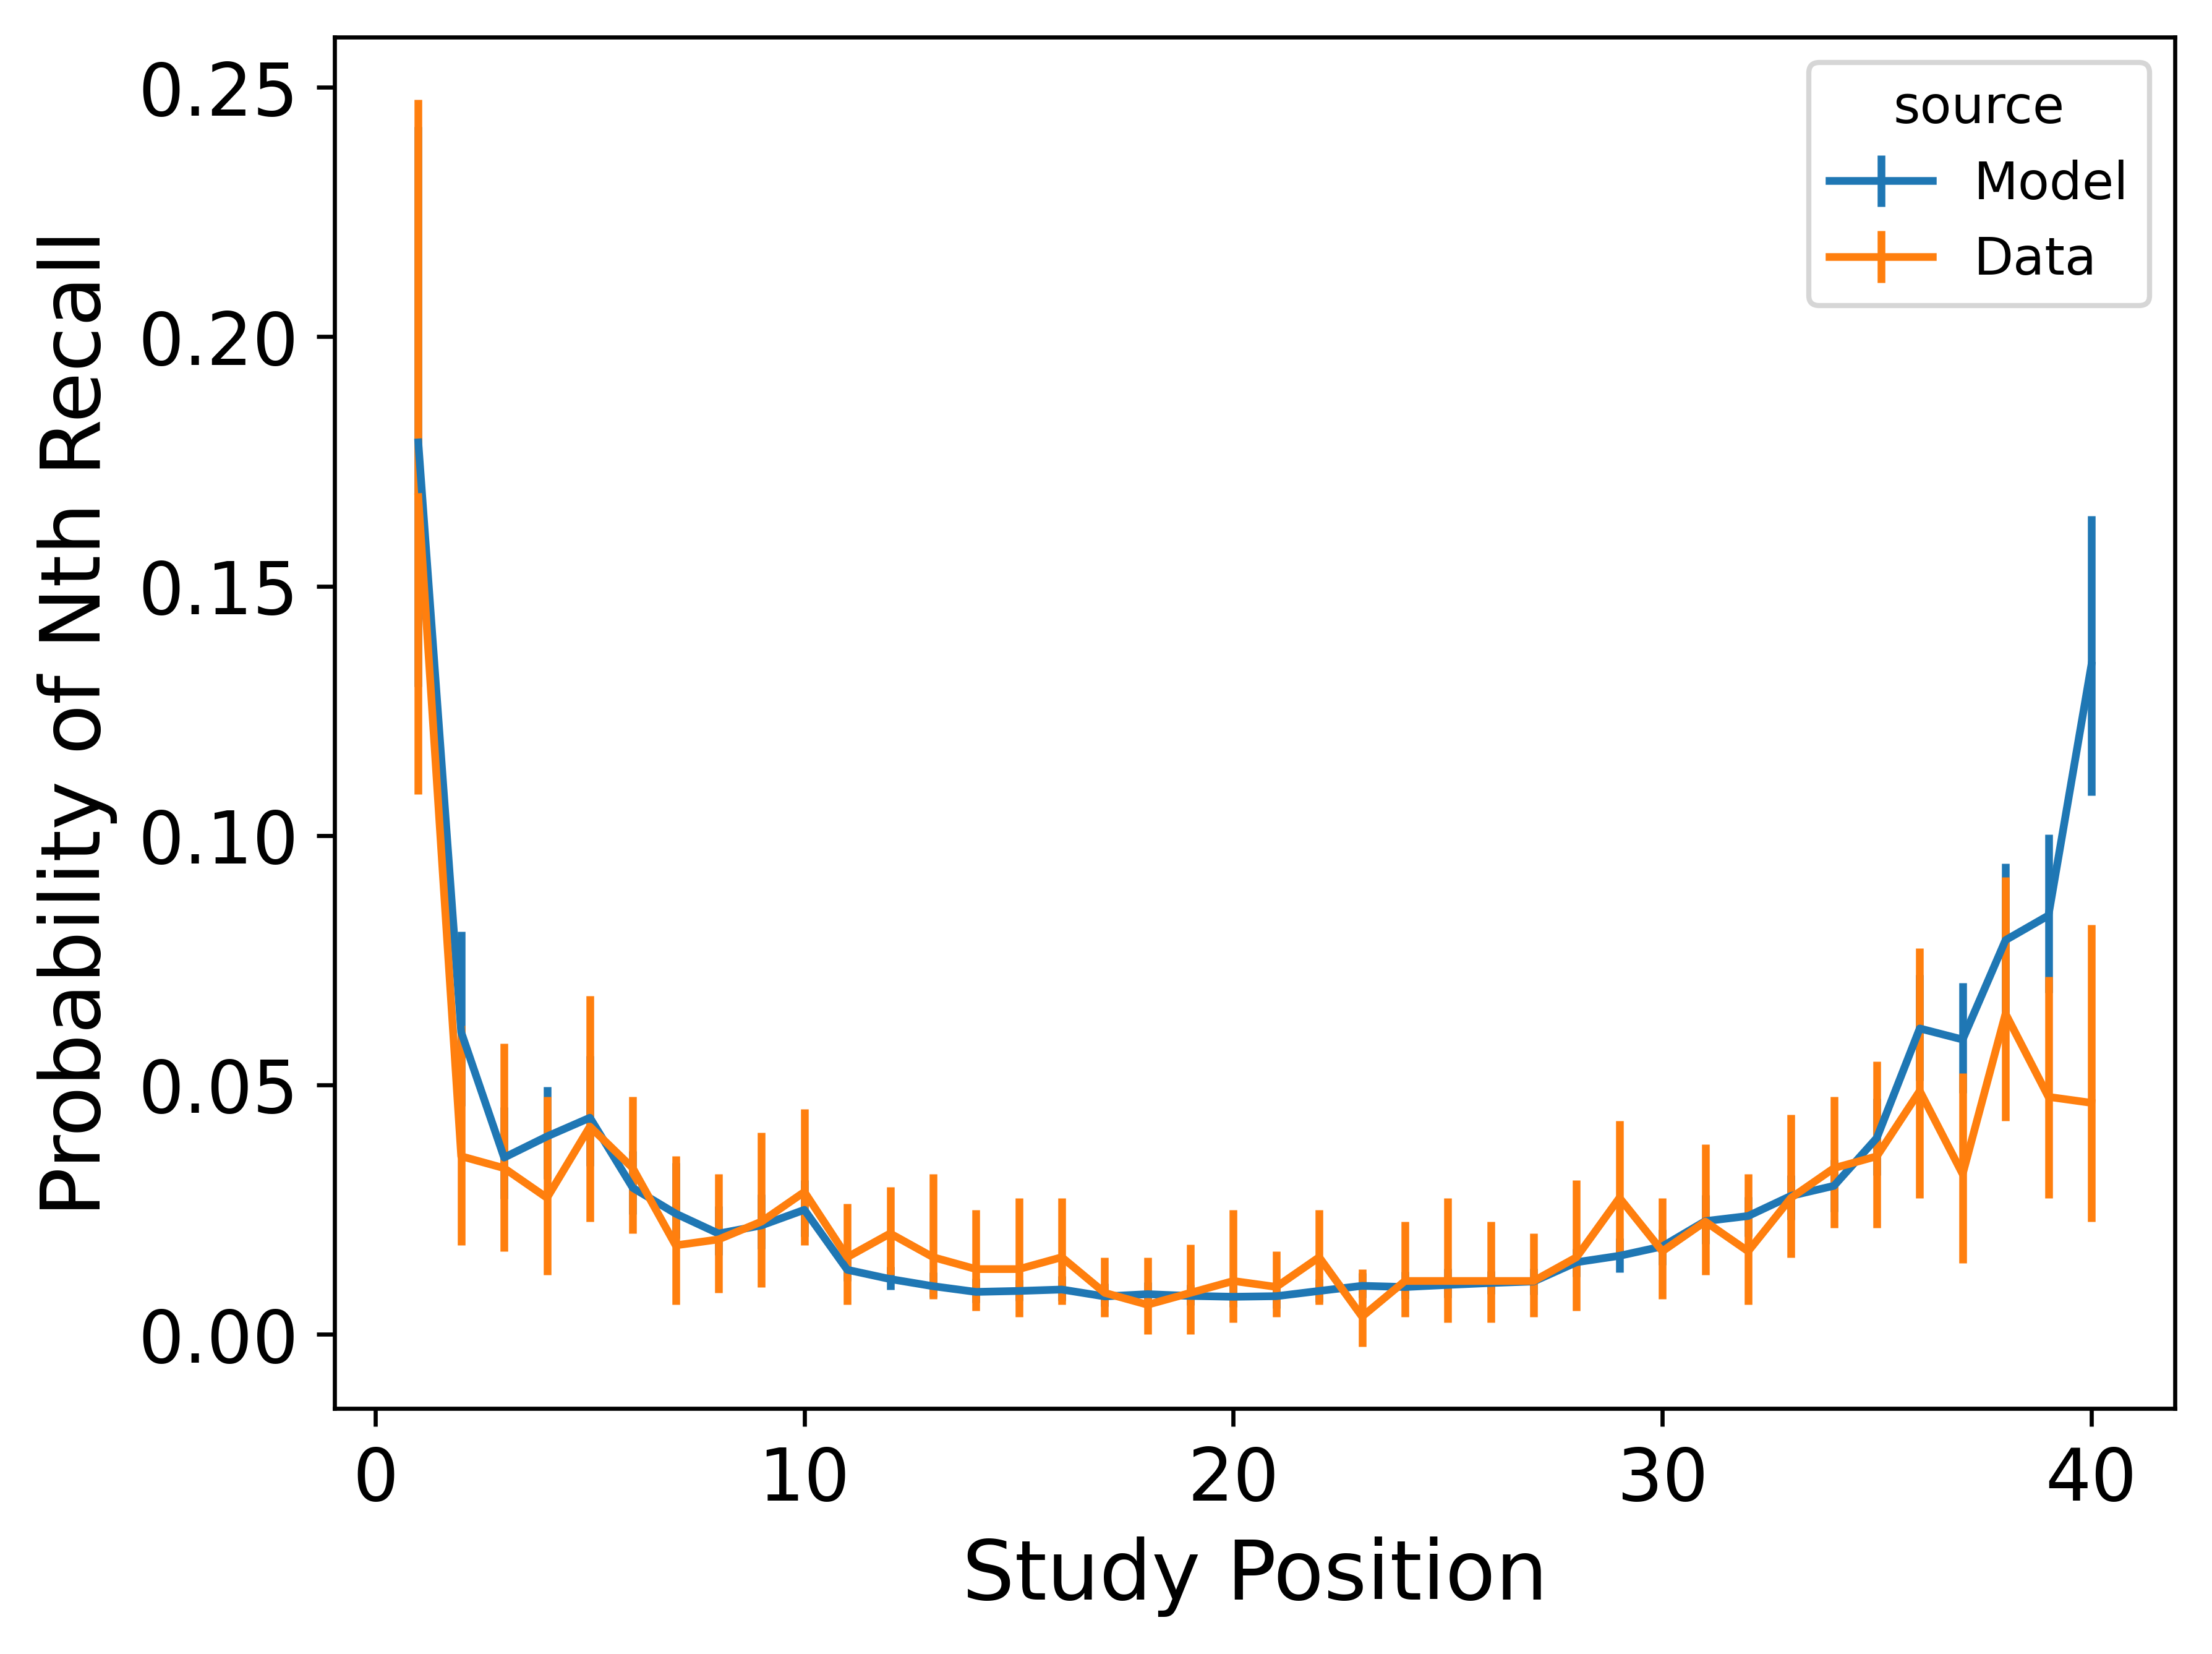 0.25
0.20
0.15
0.10
0.05
0.00
Probability of Nth Recall
0 10 20 30 40
Study Position
source
Model
Data